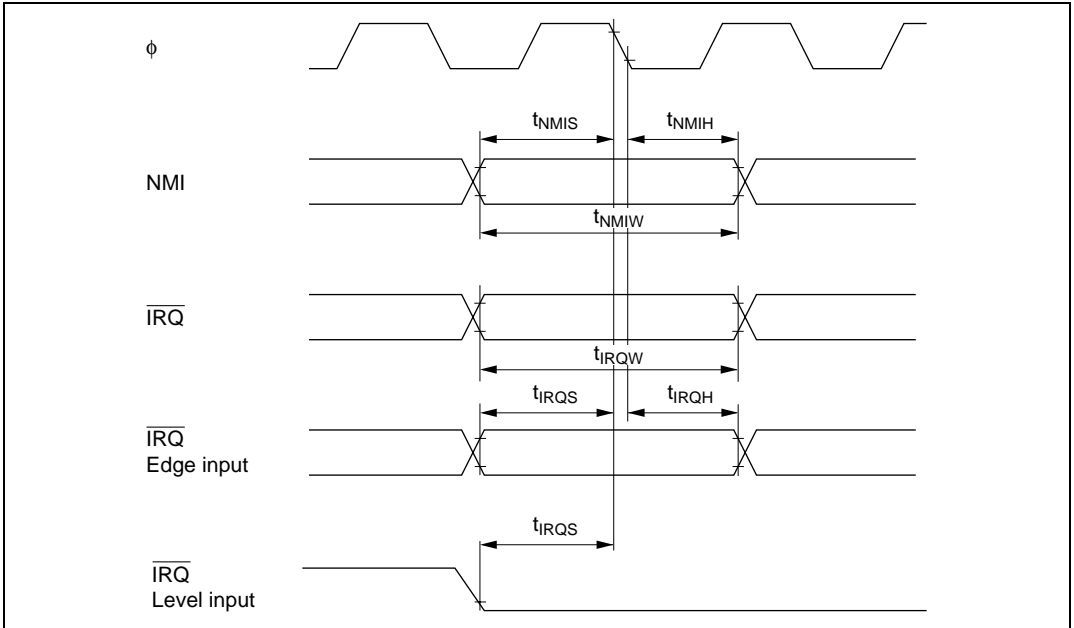 ϕ
tNMIS
tNMIH
NMI
tNMIW
IRQ
tIRQW
tIRQS
tIRQH
IRQ
Edge input
tIRQS
IRQ
Level input